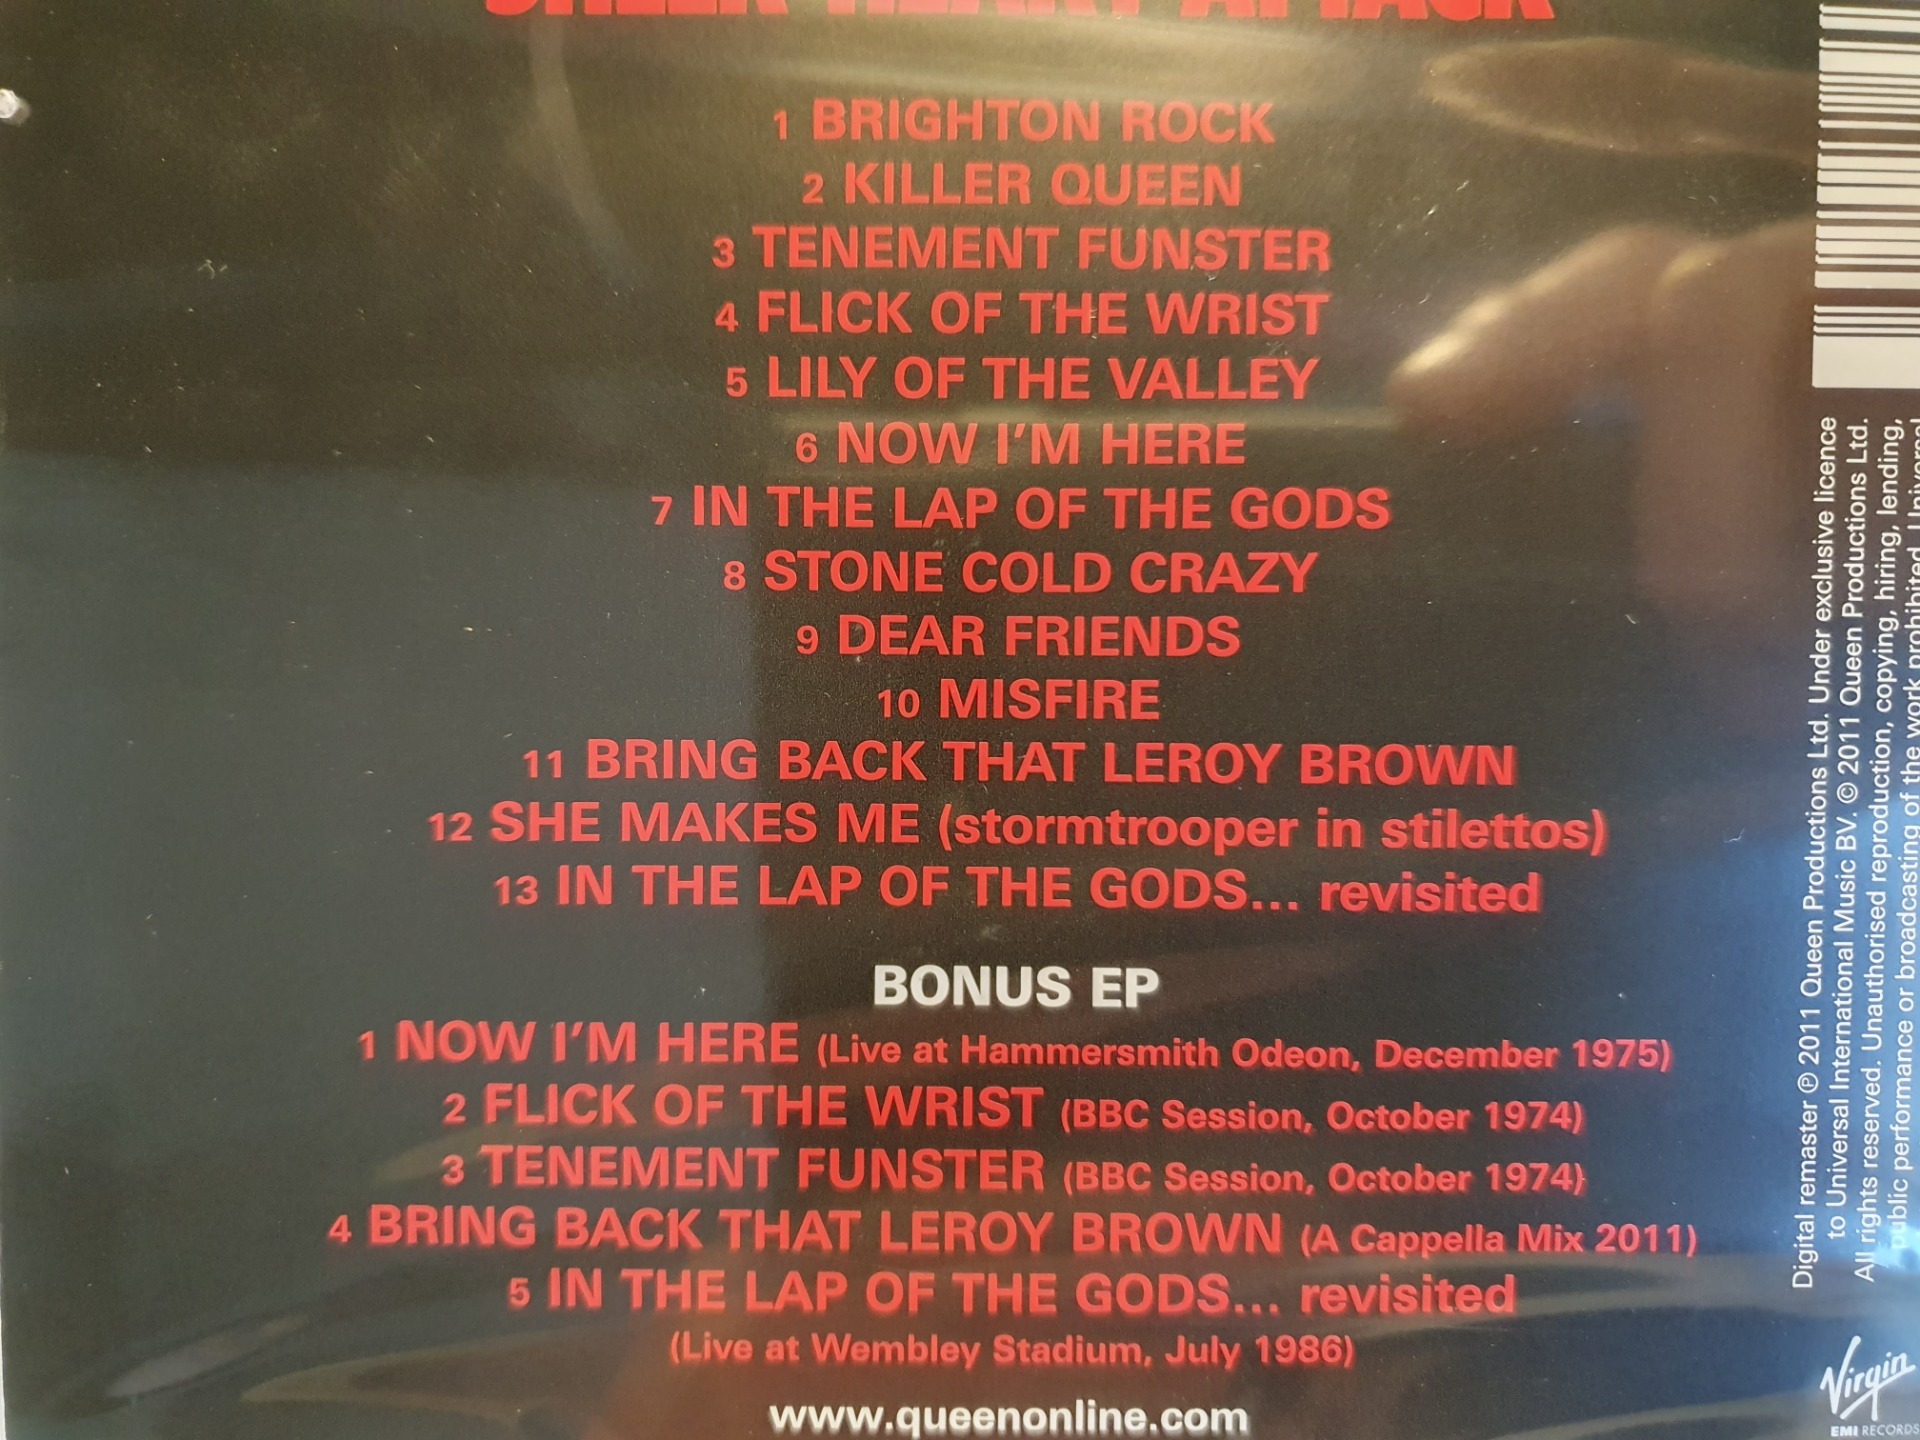 SHEER HEART ATTACK
1 BRIGHTON ROCK
2 KILLER QUEEN
3 TENEMENT FUNSTER
4 FLICK OF THE WRIST
5 LILY OF THE VALLEY
6 NOW I'M HERE
7 IN THE LAP OF THE GODS
8 STONE COLD CRAZY
9 DEAR FRIENDS
10 MISFIRE
11 BRING BACK THAT LEROY BROWN
12 SHE MAKES ME (stormtrooper in stilettos)
13 IN THE LAP OF THE GODS... revisited
BONUS EP
1 NOW I'M HERE (Live at Hammersmith Odeon, December 1975)
2 FLICK OF THE WRIST (BBC Session, October 1974)
3 TENEMENT FUNSTER (BBC Session, October 1974)
4 BRING BACK THAT LEROY BROWN (A Cappella Mix 2011)
5 IN THE LAP OF THE GODS... revisited
(Live at Wembley Stadium, July 1986)
www.queenonline.com
Digital remaster ℗ 2011 Queen Productions Ltd. Under exclusive licence
to Universal International Music BV. © 2011 Queen Productions Ltd.
All rights reserved. Unauthorised reproduction, copying, hiring, lending,
public performance or broadcasting of the work prohibited. Universal
Virgin
EMI RECORDS